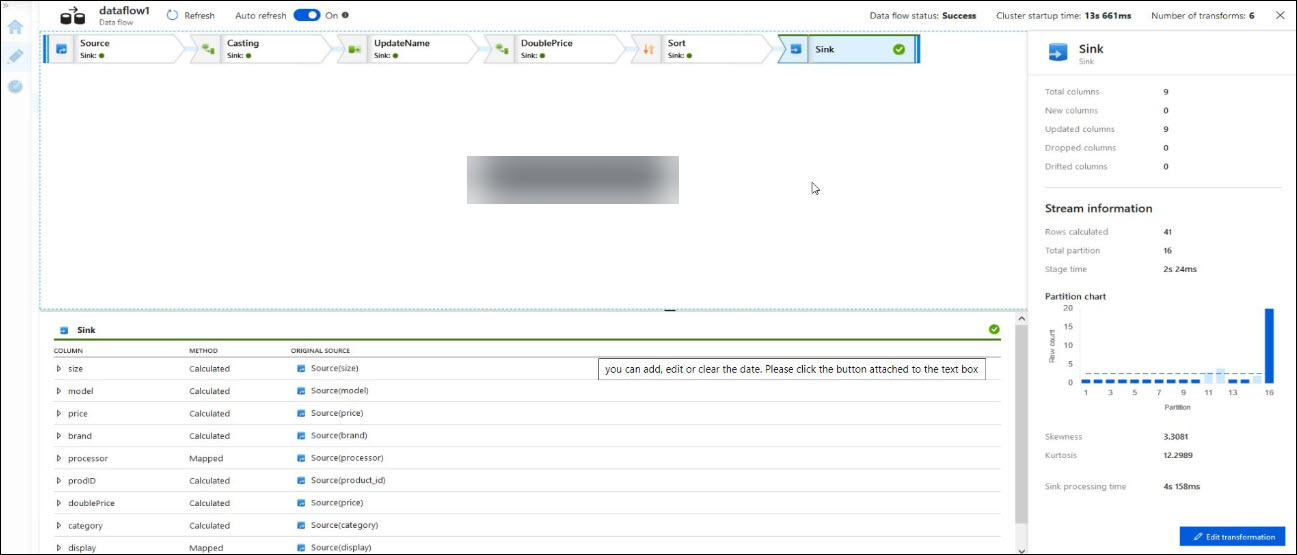 »
dataflow1
Data flow
Refresh
Auto refresh On
Data flow status: Success Cluster startup time: 13s 661ms Number of transforms: 6
Source
Sink:
Casting
Sink:
UpdateName
Sink:
DoublePrice
Sink:
Sort
Sink:
Sink
Sink
Sink
Total columns 9
New columns 0
Updated columns 9
Dropped columns 0
Drifted columns 0
Stream information
Rows calculated 41
Total partition 16
Stage time 2s 24ms
Partition chart
Row count
20
15
10
5
0
1 3 5 7 9 11 13 16
Partition
Skewness 3.3081
Kurtosis 12.2989
Sink processing time 4s 158ms
Edit transformation
Sink
COLUMN METHOD ORIGINAL SOURCE
size Calculated Source(size)
you can add, edit or clear the date. Please click the button attached to the text box
model Calculated Source(model)
price Calculated Source(price)
brand Calculated Source(brand)
processor Mapped Source(processor)
prodID Calculated Source(product_id)
doublePrice Calculated Source(price)
category Calculated Source(category)
display Mapped Source(display)